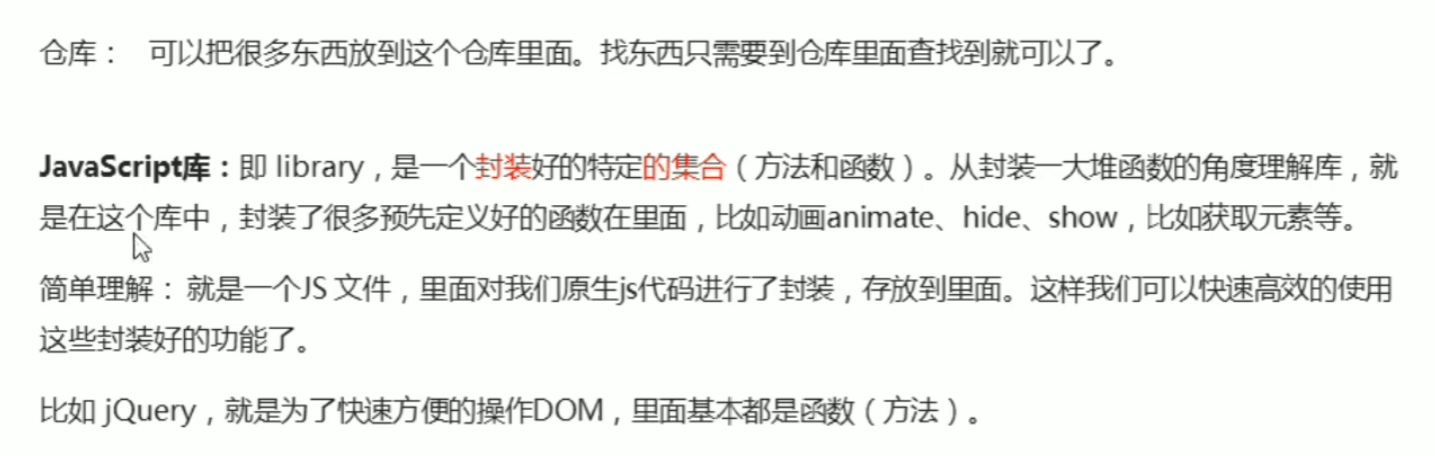 仓库： 可以把很多东西放到这个仓库里面。找东西只需要到仓库里面查找到就可以了。
JavaScript库：即 library，是一个封装好的特定的集合（方法和函数）。从封装一大堆函数的角度理解库，就
是在这个库中，封装了很多预先定义好的函数在里面，比如动画animate、hide、show，比如获取元素等。
简单理解： 就是一个JS 文件，里面对我们原生js代码进行了封装，存放到里面。这样我们可以快速高效的使用
这些封装好的功能了。
比如 jQuery，就是为了快速方便的操作DOM，里面基本都是函数（方法）。